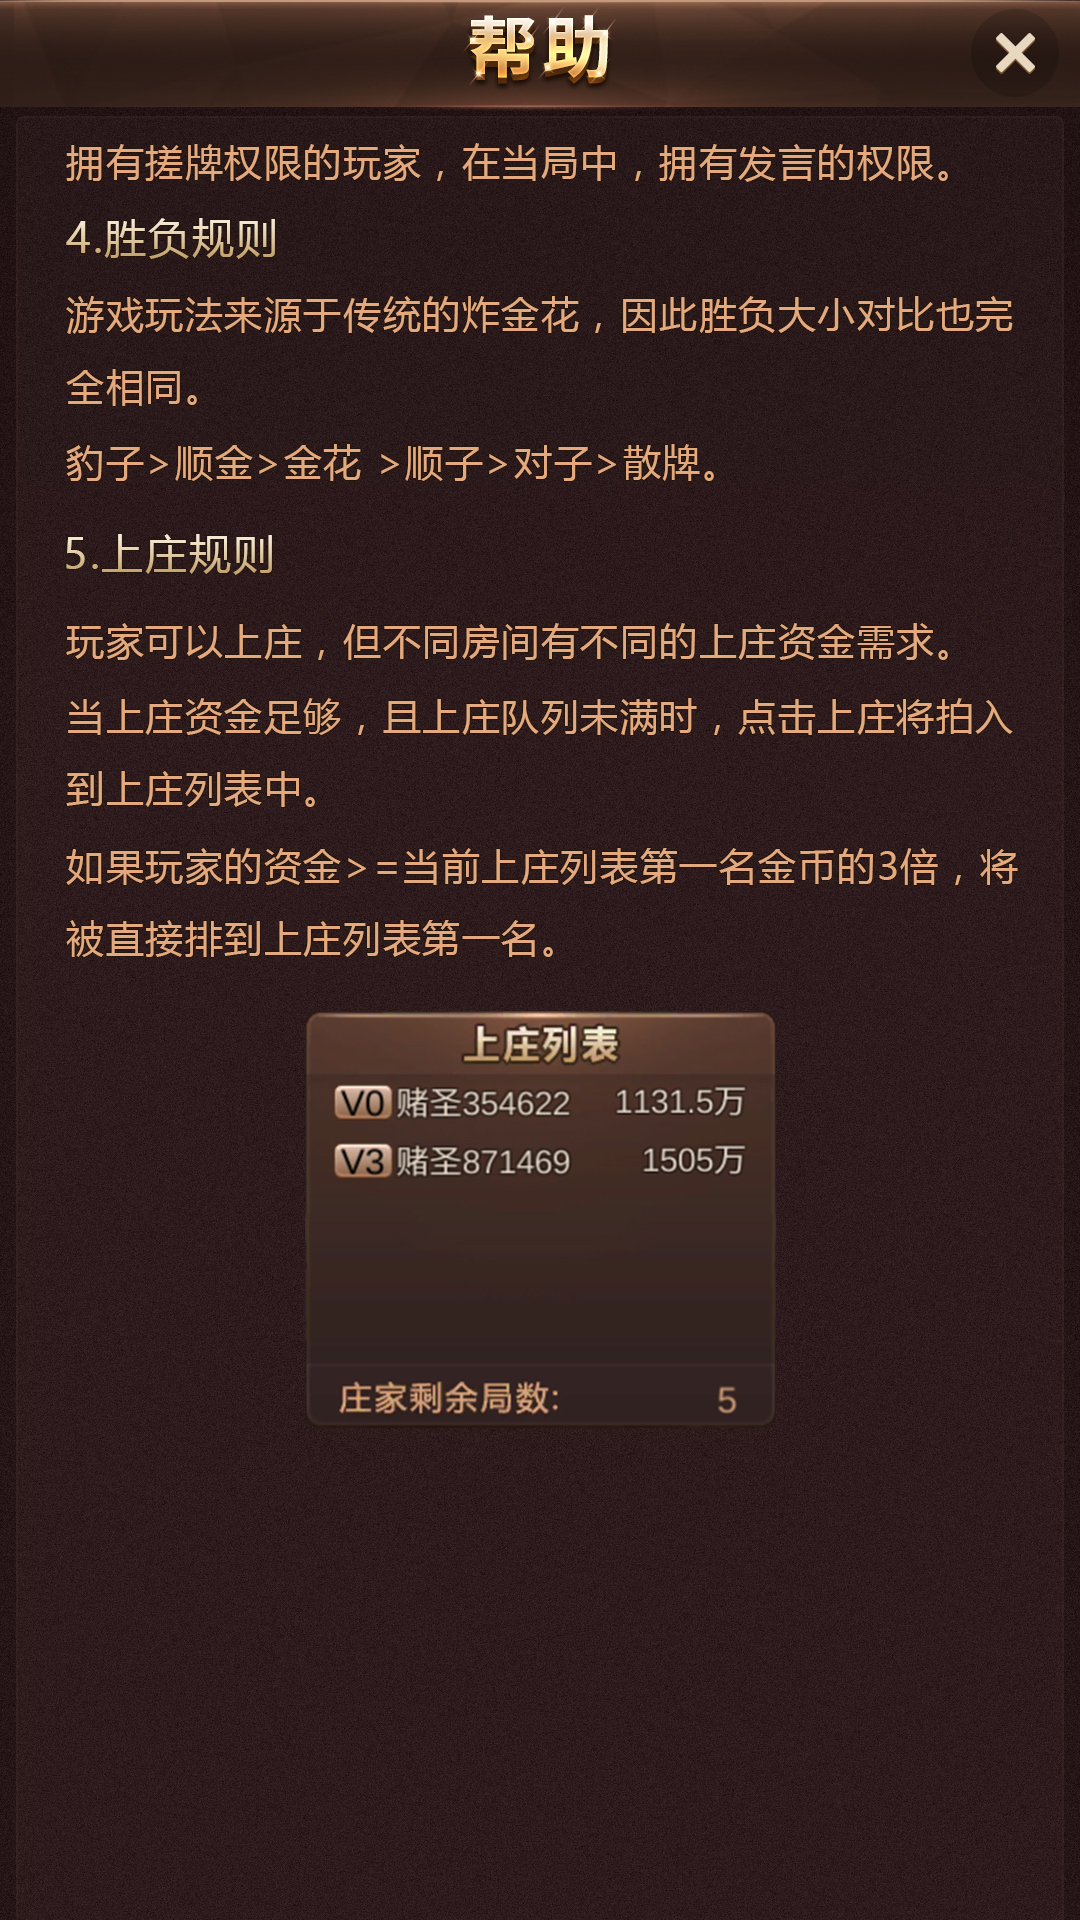 帮助
拥有搓牌权限的玩家，在当局中，拥有发言的权限。
4.胜负规则
游戏玩法来源于传统的炸金花，因此胜负大小对比也完
全相同。
豹子>顺金>金花 >顺子>对子>散牌。
5.上庄规则
玩家可以上庄，但不同房间有不同的上庄资金需求。
当上庄资金足够，且上庄队列未满时，点击上庄将拍入
到上庄列表中。
如果玩家的资金>=当前上庄列表第一名金币的3倍，将
被直接排到上庄列表第一名。
上庄列表
V0 赌圣354622 1131.5万
V3 赌圣871469 1505万
庄家剩余局数: 5